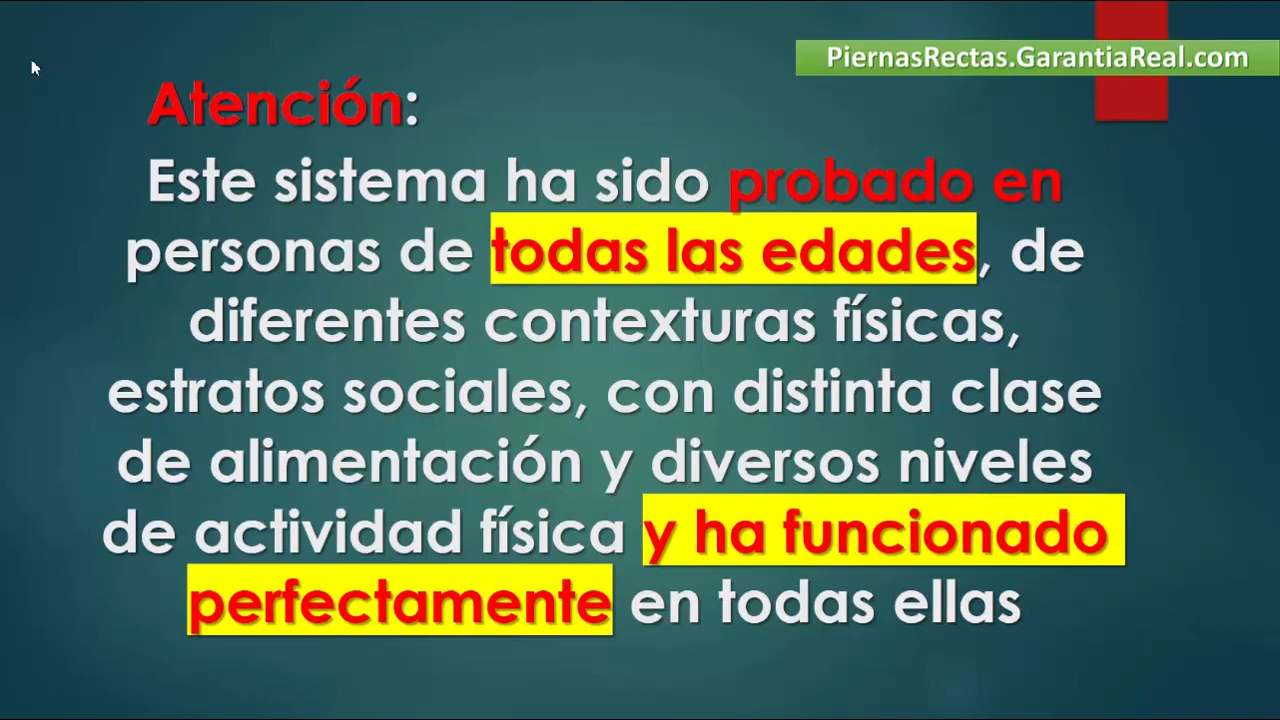 PiernasRectas.GarantiaReal.com
Atención:
Este sistema ha sido probado en
personas de todas las edades, de
diferentes contexturas físicas,
estratos sociales, con distinta clase
de alimentación y diversos niveles
de actividad física y ha funcionado
perfectamente en todas ellas